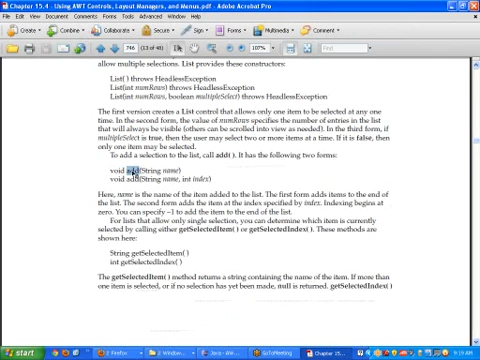 Chapter 15.4 - Using AWT Controls, Layout Managers, and Menus.pdf - Adobe Acrobat Pro
File Edit View Document Comments Forms Tools Advanced Window Help
Create Combine Collaborate Secure Sign Forms Multimedia Comment
746 (13 of 48) 107% Find
allow multiple selections. List provides these constructors:
List( ) throws HeadlessException
List(int numRows) throws HeadlessException
List(int numRows, boolean multipleSelect) throws HeadlessException
The first version creates a List control that allows only one item to be selected at any one
time. In the second form, the value of numRows specifies the number of entries in the list
that will always be visible (others can be scrolled into view as needed). In the third form, if
multipleSelect is true, then the user may select two or more items at a time. If it is false, then
only one item may be selected.
To add a selection to the list, call add( ). It has the following two forms:
void add(String name)
void add(String name, int index)
Here, name is the name of the item added to the list. The first form adds items to the end of
the list. The second form adds the item at the index specified by index. Indexing begins at
zero. You can specify –1 to add the item to the end of the list.
For lists that allow only single selection, you can determine which item is currently
selected by calling either getSelectedItem( ) or getSelectedIndex( ). These methods are
shown here:
String getSelectedItem( )
int getSelectedIndex( )
The getSelectedItem( ) method returns a string containing the name of the item. If more
than one item is selected, or if no selection has yet been made, null is returned. getSelectedIndex( )
start 2 Firefox 2 Window... Java - ... GoToMeeting Chapter 15... 9:19 AM